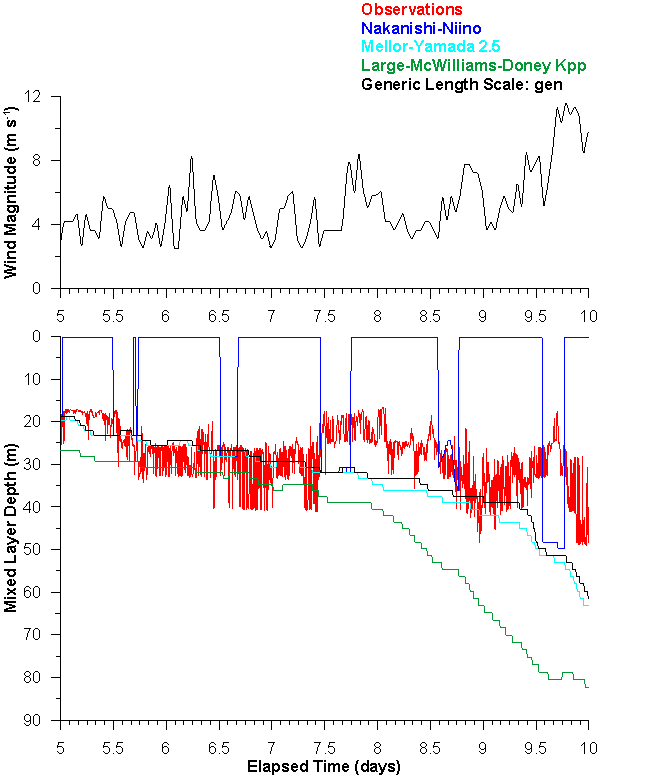 Observations
Nakanishi-Niino
Mellor-Yamada 2.5
Large-McWilliams-Doney Kpp
Generic Length Scale: gen
Wind Magnitude (m s-1)
12
8
4
0
5 5.5 6 6.5 7 7.5 8 8.5 9 9.5 10
Mixed Layer Depth (m)
0
10
20
30
40
50
60
70
80
90
5 5.5 6 6.5 7 7.5 8 8.5 9 9.5 10
Elapsed Time (days)